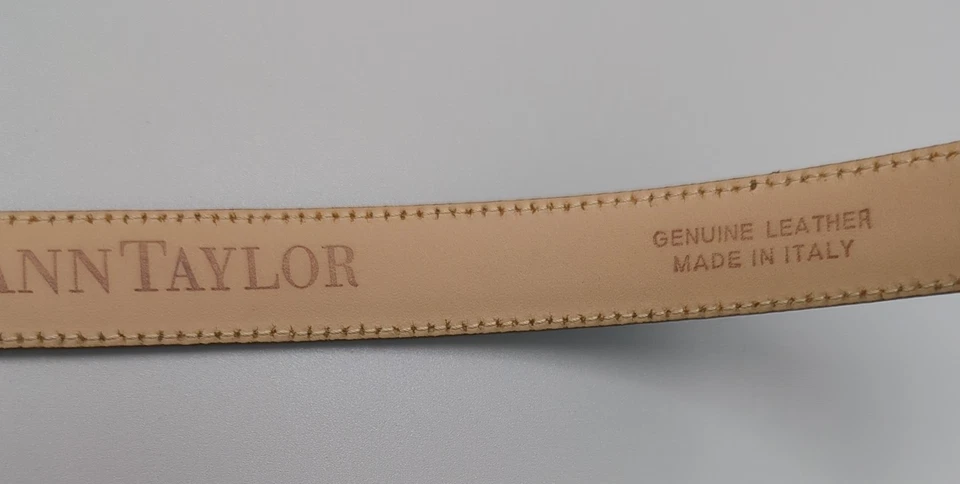 ANNTAYLOR
GENUINE LEATHER
MADE IN ITALY